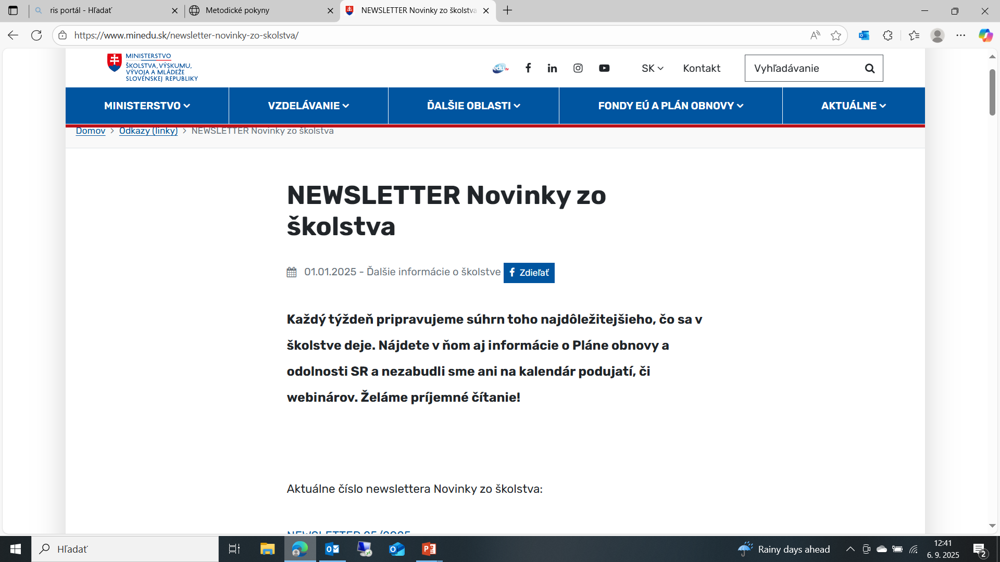 ris portál - Hľadať
Metodické pokyny
NEWSLETTER Novinky zo školstva
https://www.minedu.sk/newsletter-novinky-zo-skolstva/
MINISTERSTVO
ŠKOLSTVA, VÝSKUMU,
VÝVOJA A MLÁDEŽE
SLOVENSKEJ REPUBLIKY
edu tv
SK
Kontakt
Vyhľadávanie
MINISTERSTVO
VZDELÁVANIE
ĎALŠIE OBLASTI
FONDY EÚ A PLÁN OBNOVY
AKTUÁLNE
Domov > Odkazy (linky) > NEWSLETTER Novinky zo školstva
NEWSLETTER Novinky zo
školstva
01.01.2025 - Ďalšie informácie o školstve
Zdieľať
Každý týždeň pripravujeme súhrn toho najdôležitejšieho, čo sa v
školstve deje. Nájdete v ňom aj informácie o Pláne obnovy a
odolnosti SR a nezabudli sme ani na kalendár podujatí, či
webinárov. Želáme príjemné čítanie!
Aktuálne číslo newslettera Novinky zo školstva:
NEWSLETTER
Hľadať
Rainy days ahead
12:41
6. 9. 2025
2